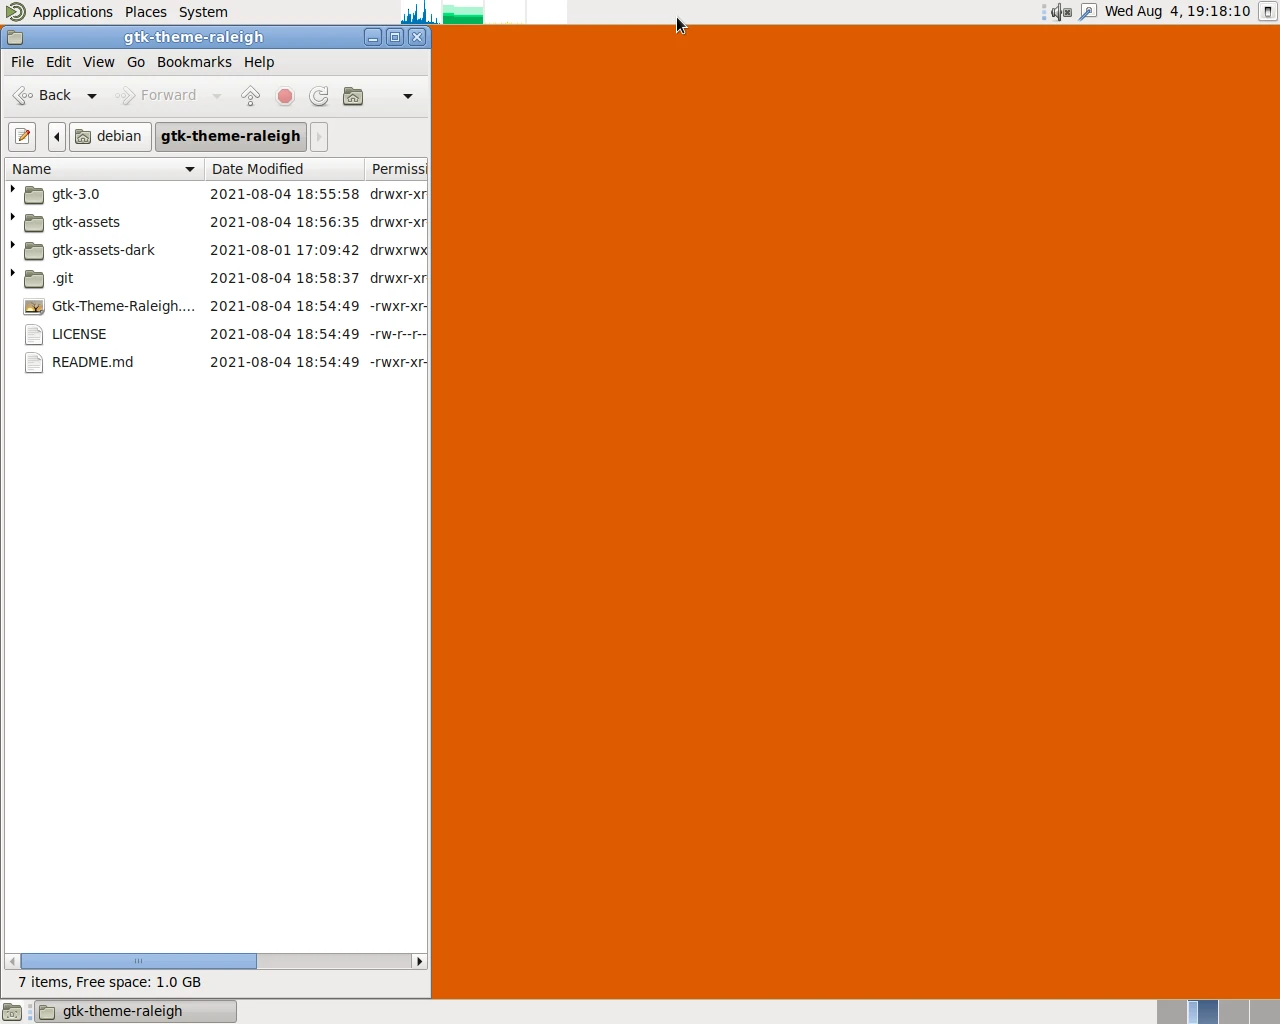 Applications Places System Wed Aug 4, 19:18:10
gtk-theme-raleigh
File Edit View Go Bookmarks Help
Back Forward
debian gtk-theme-raleigh
Name Date Modified Permissi
gtk-3.0 2021-08-04 18:55:58 drwxr-xr-
gtk-assets 2021-08-04 18:56:35 drwxr-xr-
gtk-assets-dark 2021-08-01 17:09:42 drwxrwx
.git 2021-08-04 18:58:37 drwxr-xr-
Gtk-Theme-Raleigh.... 2021-08-04 18:54:49 -rwxr-xr-
LICENSE 2021-08-04 18:54:49 -rw-r--r--
README.md 2021-08-04 18:54:49 -rwxr-xr-
7 items, Free space: 1.0 GB
gtk-theme-raleigh